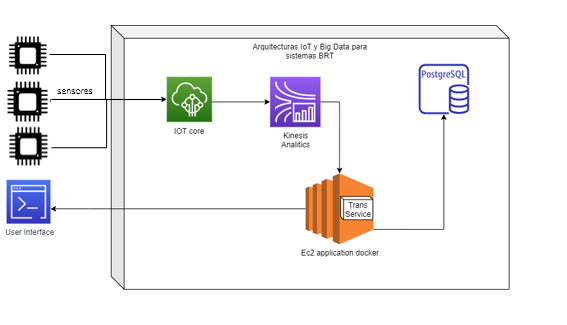 Arquitecturas IoT y Big Data para
sistemas BRT
sensores
PostgreSQL
IOT core
Kinesis
Analitics
Trans
Service
User Interface
Ec2 application docker